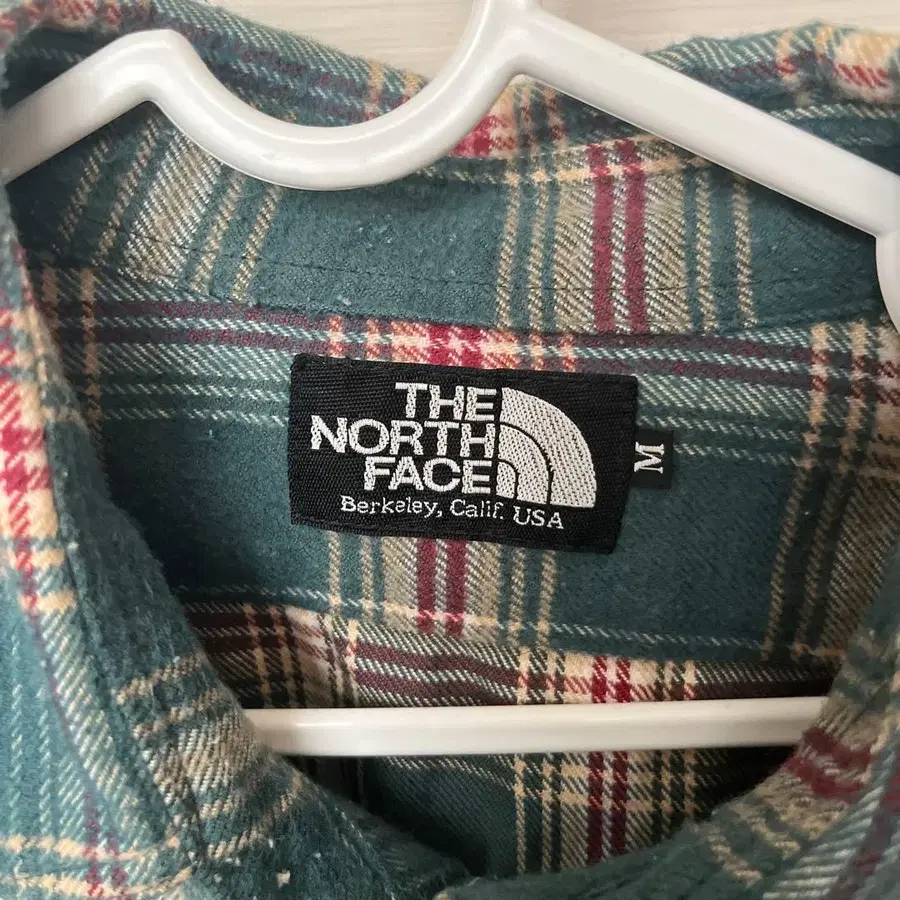 THE
NORTH
FACE
Berkeley, Calif. USA
M